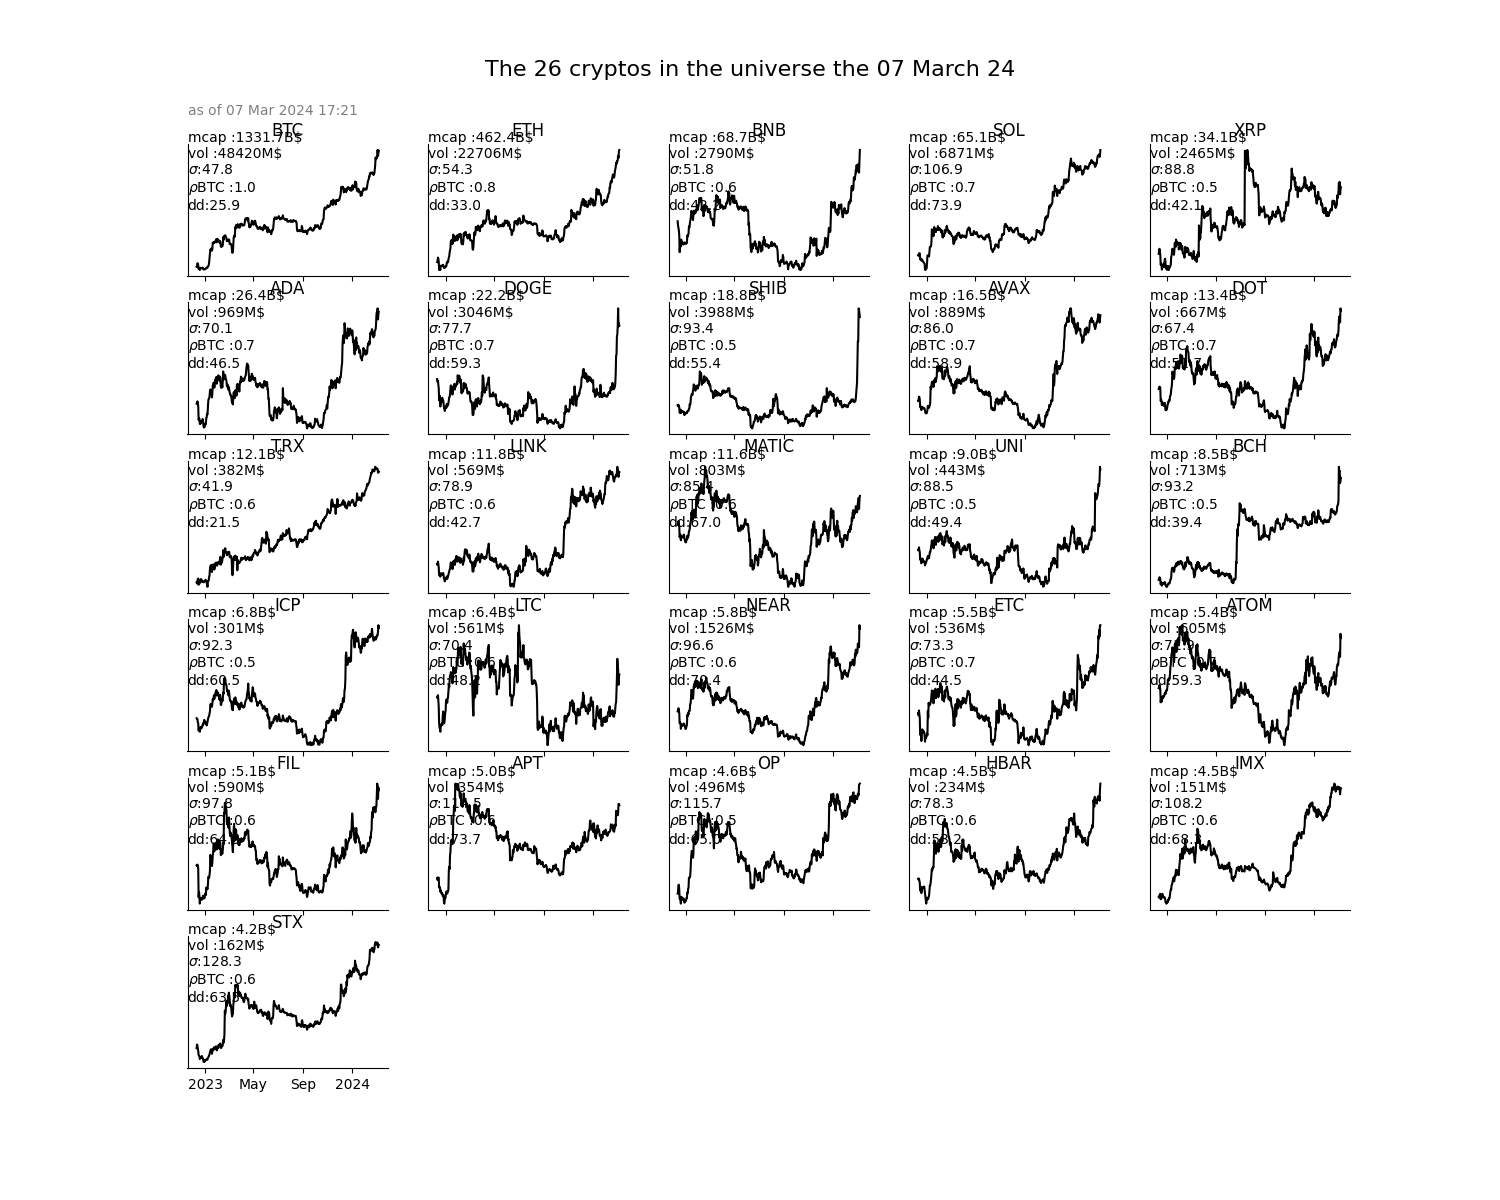 The 26 cryptos in the universe the 07 March 24
as of 07 Mar 2024 17:21
BTC
mcap :1331.7B$
vol :48420M$
σ:47.8
ρBTC :1.0
dd:25.9
ETH
mcap :462.4B$
vol :22706M$
σ:54.3
ρBTC :0.8
dd:33.0
BNB
mcap :68.7B$
vol :2790M$
σ:51.8
ρBTC :0.6
SOL
mcap :65.1B$
vol :6871M$
σ:106.9
ρBTC :0.7
dd:73.9
XRP
mcap :34.1B$
vol :2465M$
σ:88.8
ρBTC :0.5
dd:42.1
ADA
mcap :26.4B$
vol :969M$
σ:70.1
ρBTC :0.7
dd:46.5
DOGE
mcap :22.2B$
vol :3046M$
σ:77.7
ρBTC :0.7
dd:59.3
SHIB
mcap :18.8B$
vol :3988M$
σ:93.4
ρBTC :0.5
dd:55.4
AVAX
mcap :16.5B$
vol :889M$
σ:86.0
ρBTC :0.7
dd:58.9
DOT
mcap :13.4B$
vol :667M$
σ:67.4
ρBTC :0.7
TRX
mcap :12.1B$
vol :382M$
σ:41.9
ρBTC :0.6
dd:21.5
LINK
mcap :11.8B$
vol :569M$
σ:78.9
ρBTC :0.6
dd:42.7
MATIC
mcap :11.6B$
vol :803M$
σ:85.4
ρBTC :0.6
dd:67.0
UNI
mcap :9.0B$
vol :443M$
σ:88.5
ρBTC :0.5
dd:49.4
BCH
mcap :8.5B$
vol :713M$
σ:93.2
ρBTC :0.5
dd:39.4
ICP
mcap :6.8B$
vol :301M$
σ:92.3
ρBTC :0.5
dd:60.5
LTC
mcap :6.4B$
vol :561M$
σ:70.4
ρBTC
NEAR
mcap :5.8B$
vol :1526M$
σ:96.6
ρBTC :0.6
dd:70.4
ETC
mcap :5.5B$
vol :536M$
σ:73.3
ρBTC :0.7
dd:44.5
ATOM
mcap :5.4B$
vol :605M$
ρBTC
dd:59.3
FIL
mcap :5.1B$
vol :590M$
σ:97.8
ρBTC :0.6
APT
mcap :5.0B$
vol :354M$
ρBTC :0.6
dd:73.7
OP
mcap :4.6B$
vol :496M$
σ:115.7
ρBTC :0.5
HBAR
mcap :4.5B$
vol :234M$
σ:78.3
ρBTC :0.6
IMX
mcap :4.5B$
vol :151M$
σ:108.2
ρBTC :0.6
STX
mcap :4.2B$
vol :162M$
σ:128.3
ρBTC :0.6
2023 May Sep 2024